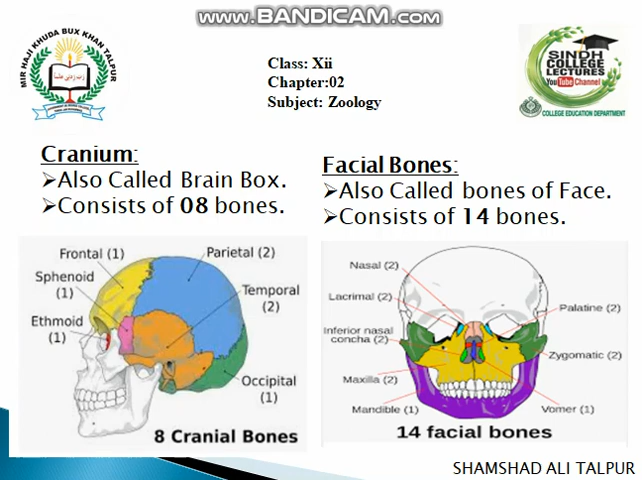 WWW.BANDICAM.COM
MIR HAJI KHUDA BUX KHAN TALPUR
SINDH
COLLEGE
LECTURES
YouTube Channel
COLLEGE EDUCATION DEPARTMENT
Class: Xii
Chapter:02
Subject: Zoology
Cranium:
➢Also Called Brain Box.
➢Consists of 08 bones.
Facial Bones:
➢Also Called bones of Face.
➢Consists of 14 bones.
Frontal (1)
Parietal (2)
Sphenoid
(1)
Temporal
(2)
Ethmoid
(1)
Occipital
(1)
8 Cranial Bones
Nasal (2)
Lacrimal (2)
Palatine (2)
Inferior nasal
concha (2)
Zygomatic (2)
Maxilla (2)
Mandible (1)
Vomer (1)
14 facial bones
SHAMSHAD ALI TALPUR